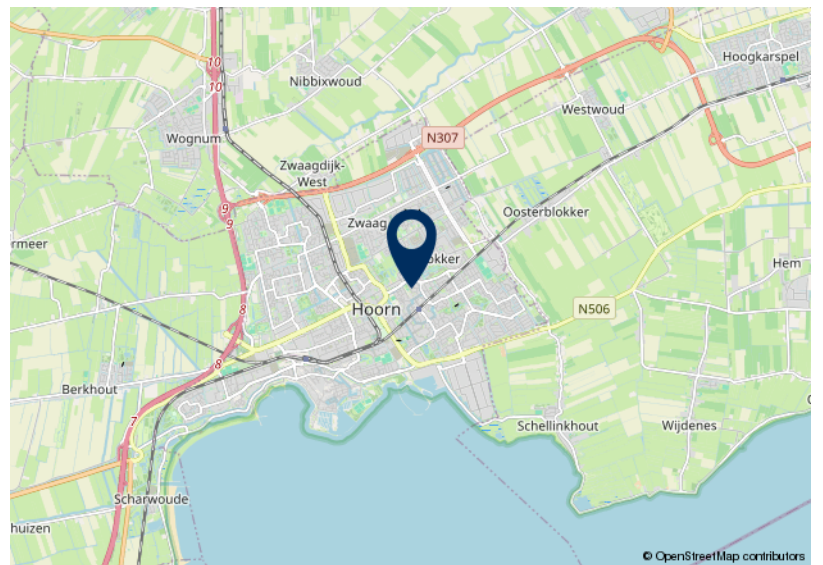 10
10
Nibbixwoud
Hoogkarspel
Westwoud
N307
Wognum
Zwaagdijk-
West
9
9
Zwaag
Oosterblokker
ermeer
okker
Hem
8
Hoorn
N506
8
Berkhout
7
Schellinkhout
Wijdenes
Scharwoude
huizen
© OpenStreetMap contributors